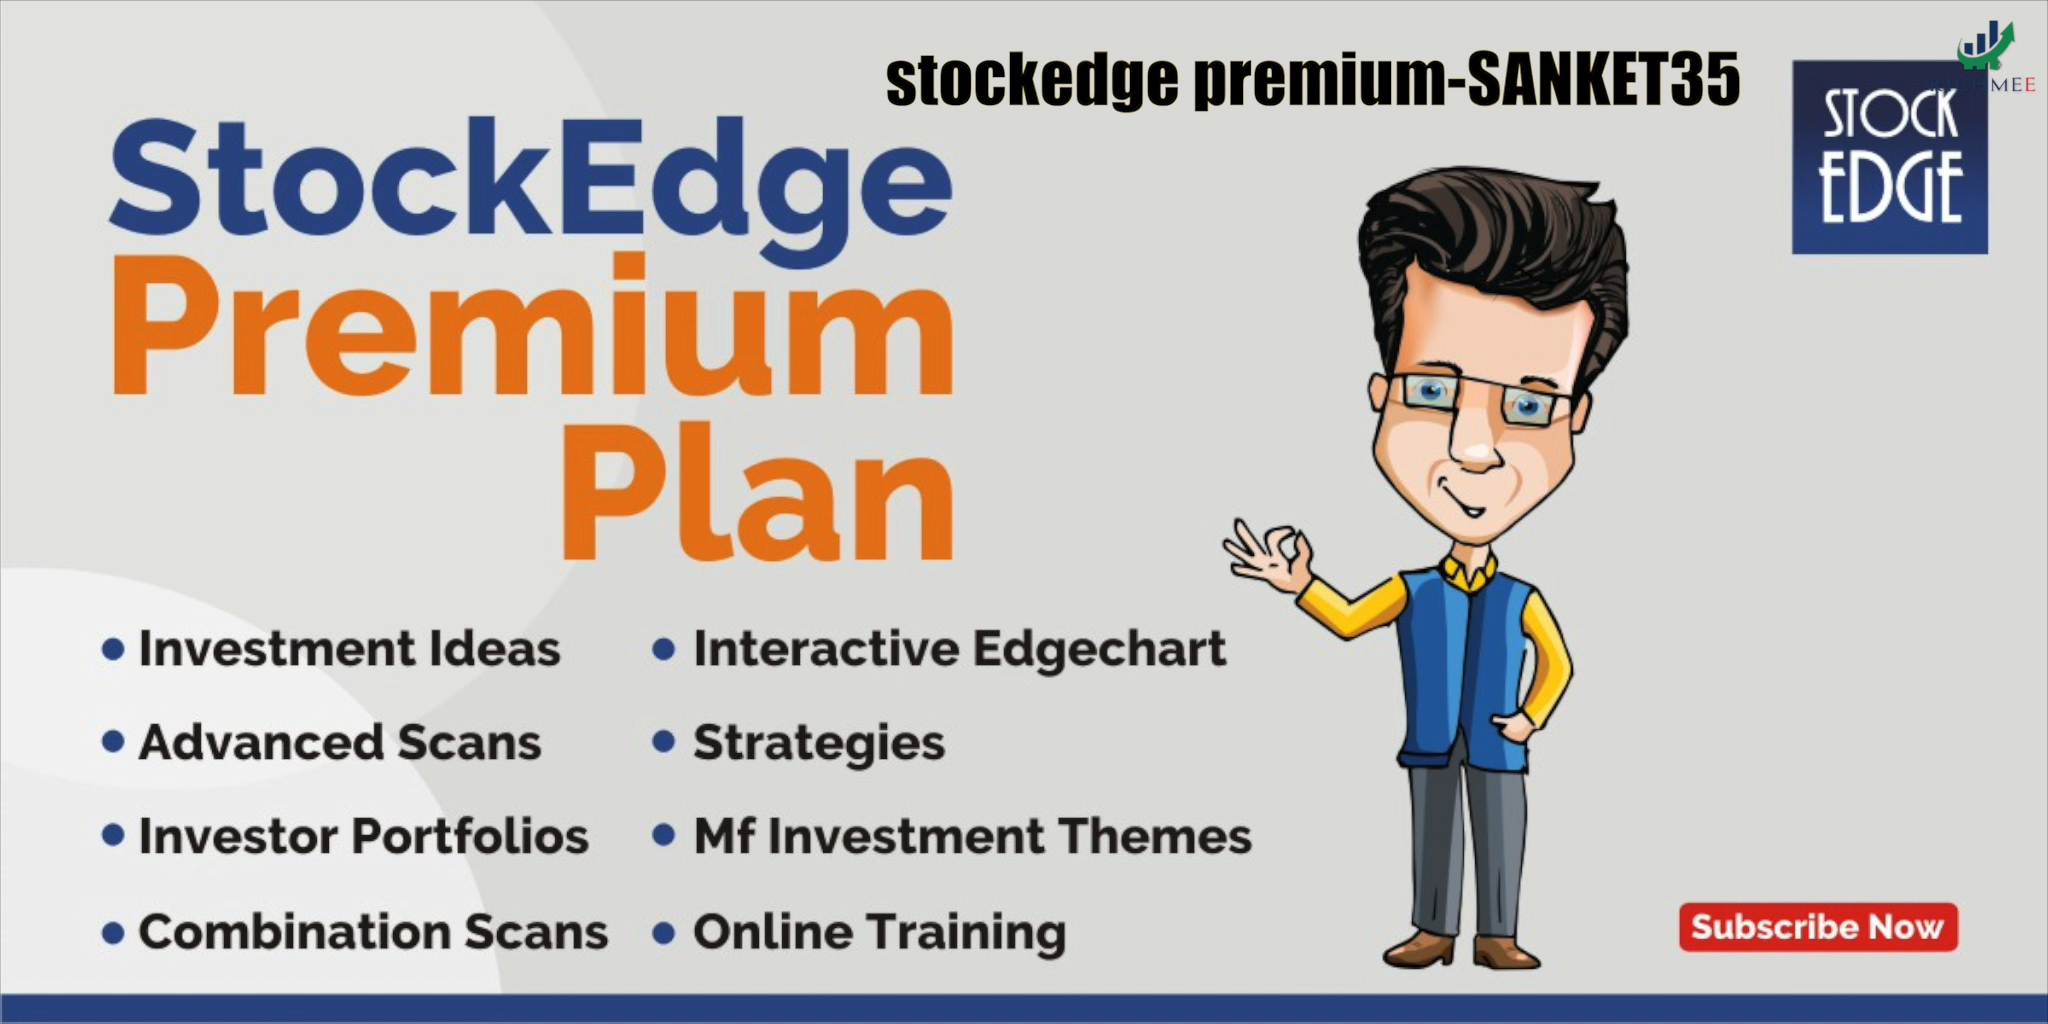 stockedge premium-SANKET35
STOCK
EDGE
MEE
StockEdge
Premium
Plan
• Investment Ideas
• Advanced Scans
• Investor Portfolios
• Combination Scans
• Interactive Edgechart
• Strategies
• Mf Investment Themes
• Online Training
Subscribe Now